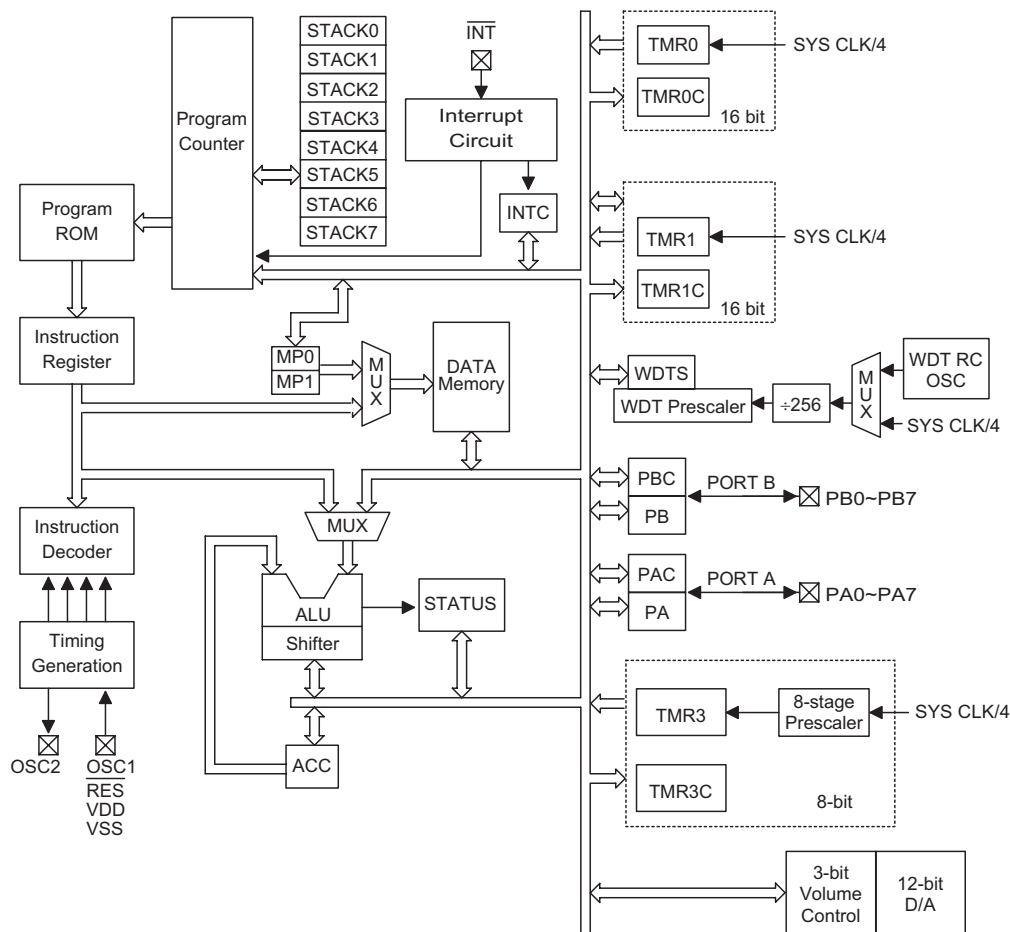 STACK0
STACK1
STACK2
STACK3
STACK4
STACK5
STACK6
STACK7
Program
Counter
Program
ROM
Instruction
Register
INT
Interrupt
Circuit
INTC
MP0
MP1
MUX
DATA
Memory
MUX
Instruction
Decoder
Timing
Generation
OSC2
OSC1
RES
VDD
VSS
ALU
Shifter
STATUS
ACC
TMR0
SYS CLK/4
TMR0C
16 bit
TMR1
SYS CLK/4
TMR1C
16 bit
WDTS
WDT Prescaler
÷256
MUX
WDT RC
OSC
SYS CLK/4
PBC
PB
PORT B
PB0~PB7
PAC
PA
PORT A
PA0~PA7
TMR3
8-stage
Prescaler
SYS CLK/4
TMR3C
8-bit
3-bit
Volume
Control
12-bit
D/A